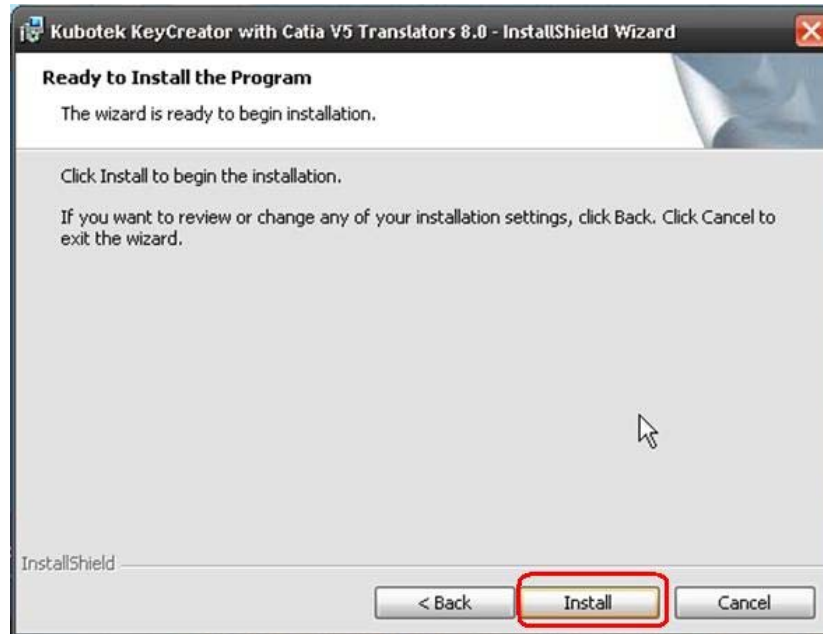 Kubotek KeyCreator with Catia V5 Translators 8.0 - InstallShield Wizard
Ready to Install the Program
The wizard is ready to begin installation.
Click Install to begin the installation.
If you want to review or change any of your installation settings, click Back. Click Cancel to
exit the wizard.
InstallShield
< Back Install Cancel